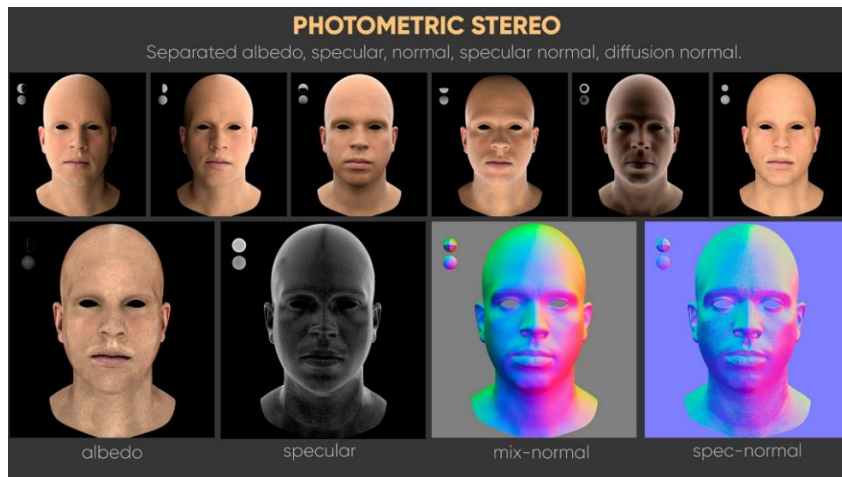 PHOTOMETRIC STEREO
Separated albedo, specular, normal, specular normal, diffusion normal.
albedo
specular
mix-normal
spec-normal